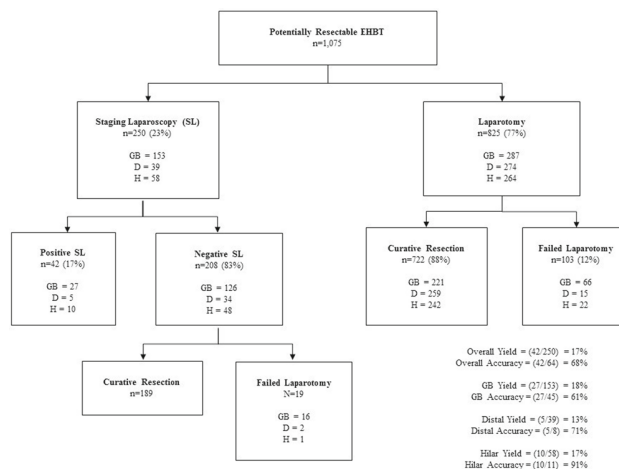 Potentially Resectable EHBT
n=1,075
Staging Laparoscopy (SL)
n=250 (23%)
GB = 153
D = 39
H = 58
Laparotomy
n=825 (77%)
GB = 287
D = 274
H = 264
Positive SL
n=42 (17%)
GB = 27
D = 5
H = 10
Negative SL
n=208 (83%)
GB = 126
D = 34
H = 48
Curative Resection
n=722 (88%)
GB = 221
D = 259
H = 242
Failed Laparotomy
n=103 (12%)
GB = 66
D = 15
H = 22
Curative Resection
n=189
Failed Laparotomy
N=19
GB = 16
D = 2
H = 1
Overall Yield = (42/250) = 17%
Overall Accuracy = (42/64) = 68%
GB Yield = (27/153) = 18%
GB Accuracy = (27/45) = 61%
Distal Yield = (5/39) = 13%
Distal Accuracy = (5/8) = 71%
Hilar Yield = (10/58) = 17%
Hilar Accuracy = (10/11) = 91%